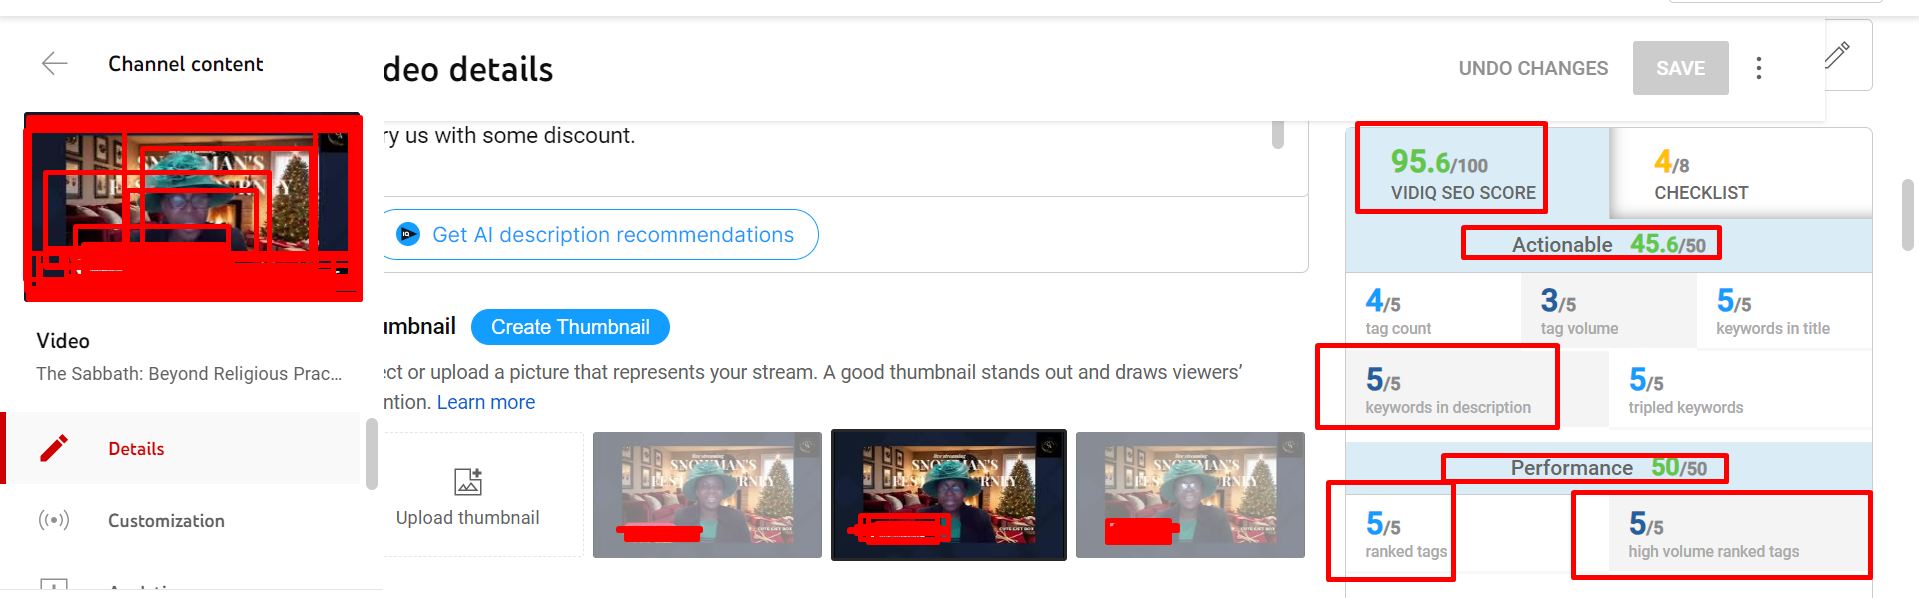 Channel content
deo details
UNDO CHANGES
SAVE
ry us with some discount.
Get AI description recommendations
umbnail
Create Thumbnail
ect or upload a picture that represents your stream. A good thumbnail stands out and draws viewers'
ntion. Learn more
Upload thumbnail
Video
The Sabbath: Beyond Religious Prac...
Details
Customization
95.6/100
VIDIQ SEO SCORE
4/8
CHECKLIST
Actionable 45.6/50
4/5
tag count
3/5
tag volume
5/5
keywords in title
5/5
keywords in description
5/5
tripled keywords
Performance 50/50
5/5
ranked tags
5/5
high volume ranked tags
live streaming